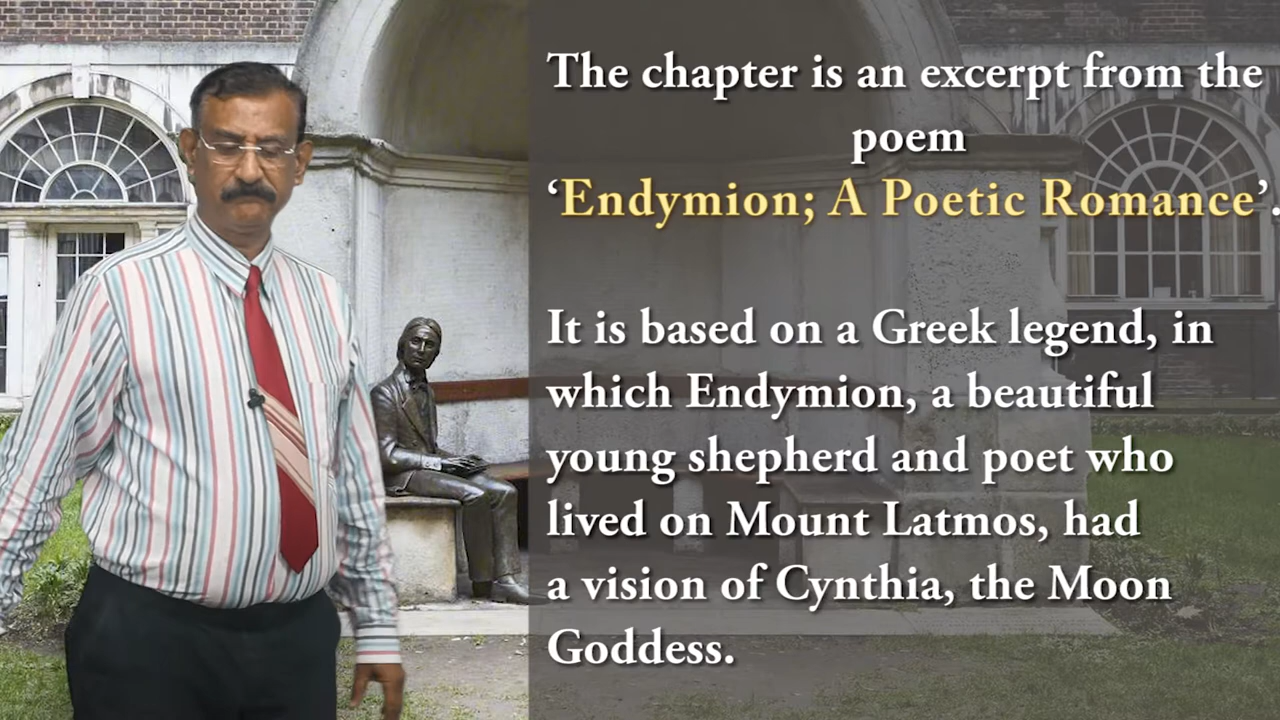 The chapter is an excerpt from the
poem
‘Endymion; A Poetic Romance’.
It is based on a Greek legend, in
which Endymion, a beautiful
young shepherd and poet who
lived on Mount Latmos, had
a vision of Cynthia, the Moon
Goddess.